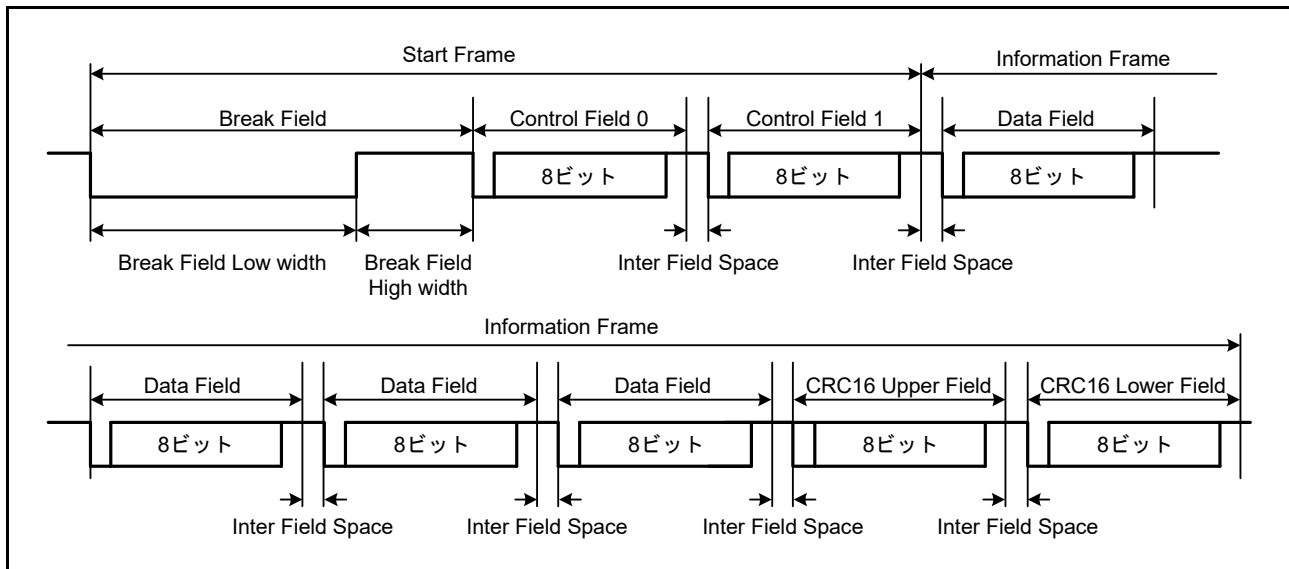 Start Frame
Information Frame
Break Field
Control Field 0
Control Field 1
Data Field
8ビット
8ビット
8ビット
Break Field Low width
Break Field
High width
Inter Field Space
Inter Field Space
Information Frame
Data Field
Data Field
Data Field
CRC16 Upper Field
CRC16 Lower Field
8ビット
8ビット
8ビット
8ビット
8ビット
Inter Field Space
Inter Field Space
Inter Field Space
Inter Field Space